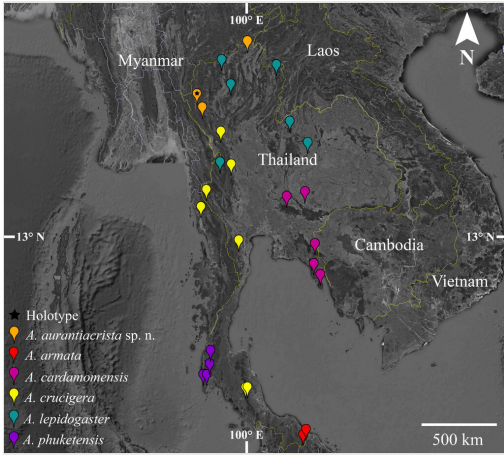 100° E
Myanmar
Laos
N
Thailand
13° N
13° N
Cambodia
Vietnam
Holotype
A. aurantiacrista sp. n.
A. armata
A. cardamomensis
A. crucigera
A. lepidogaster
A. phuketensis
100° E
500 km